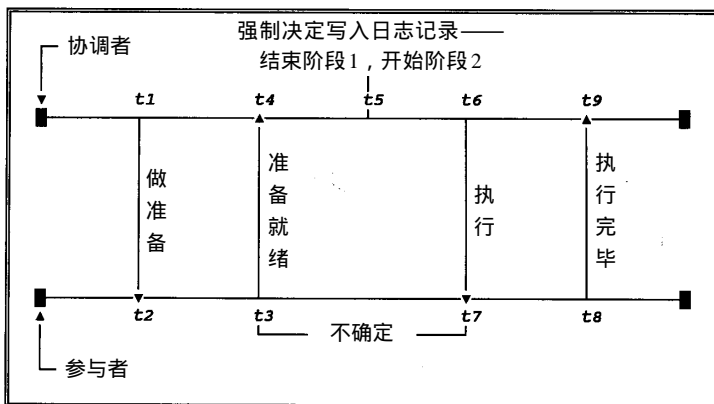 强制决定写入日志记录——
结束阶段1，开始阶段2
协调者
t1
t4
t5
t6
t9
做准备
准备就绪
执行
执行完毕
t2
t3
t7
t8
不确定
参与者